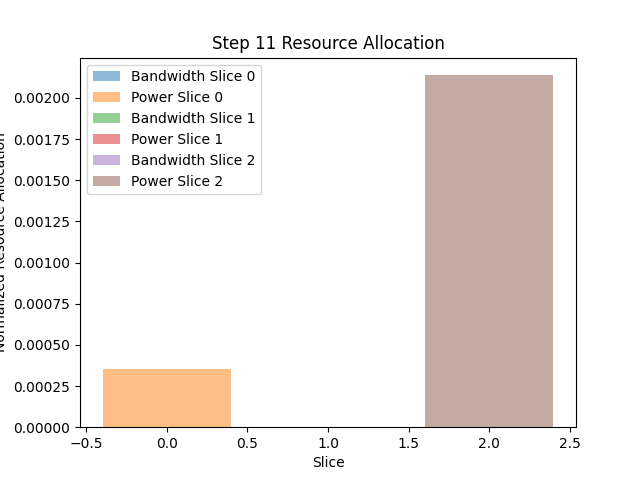 Step 11 Resource Allocation
Bandwidth Slice 0
Power Slice 0
Bandwidth Slice 1
Power Slice 1
Bandwidth Slice 2
Power Slice 2
Normalized Resource Allocation
0.00200
0.00175
0.00150
0.00125
0.00100
0.00075
0.00050
0.00025
0.00000
−0.5 0.0 0.5 1.0 1.5 2.0 2.5
Slice